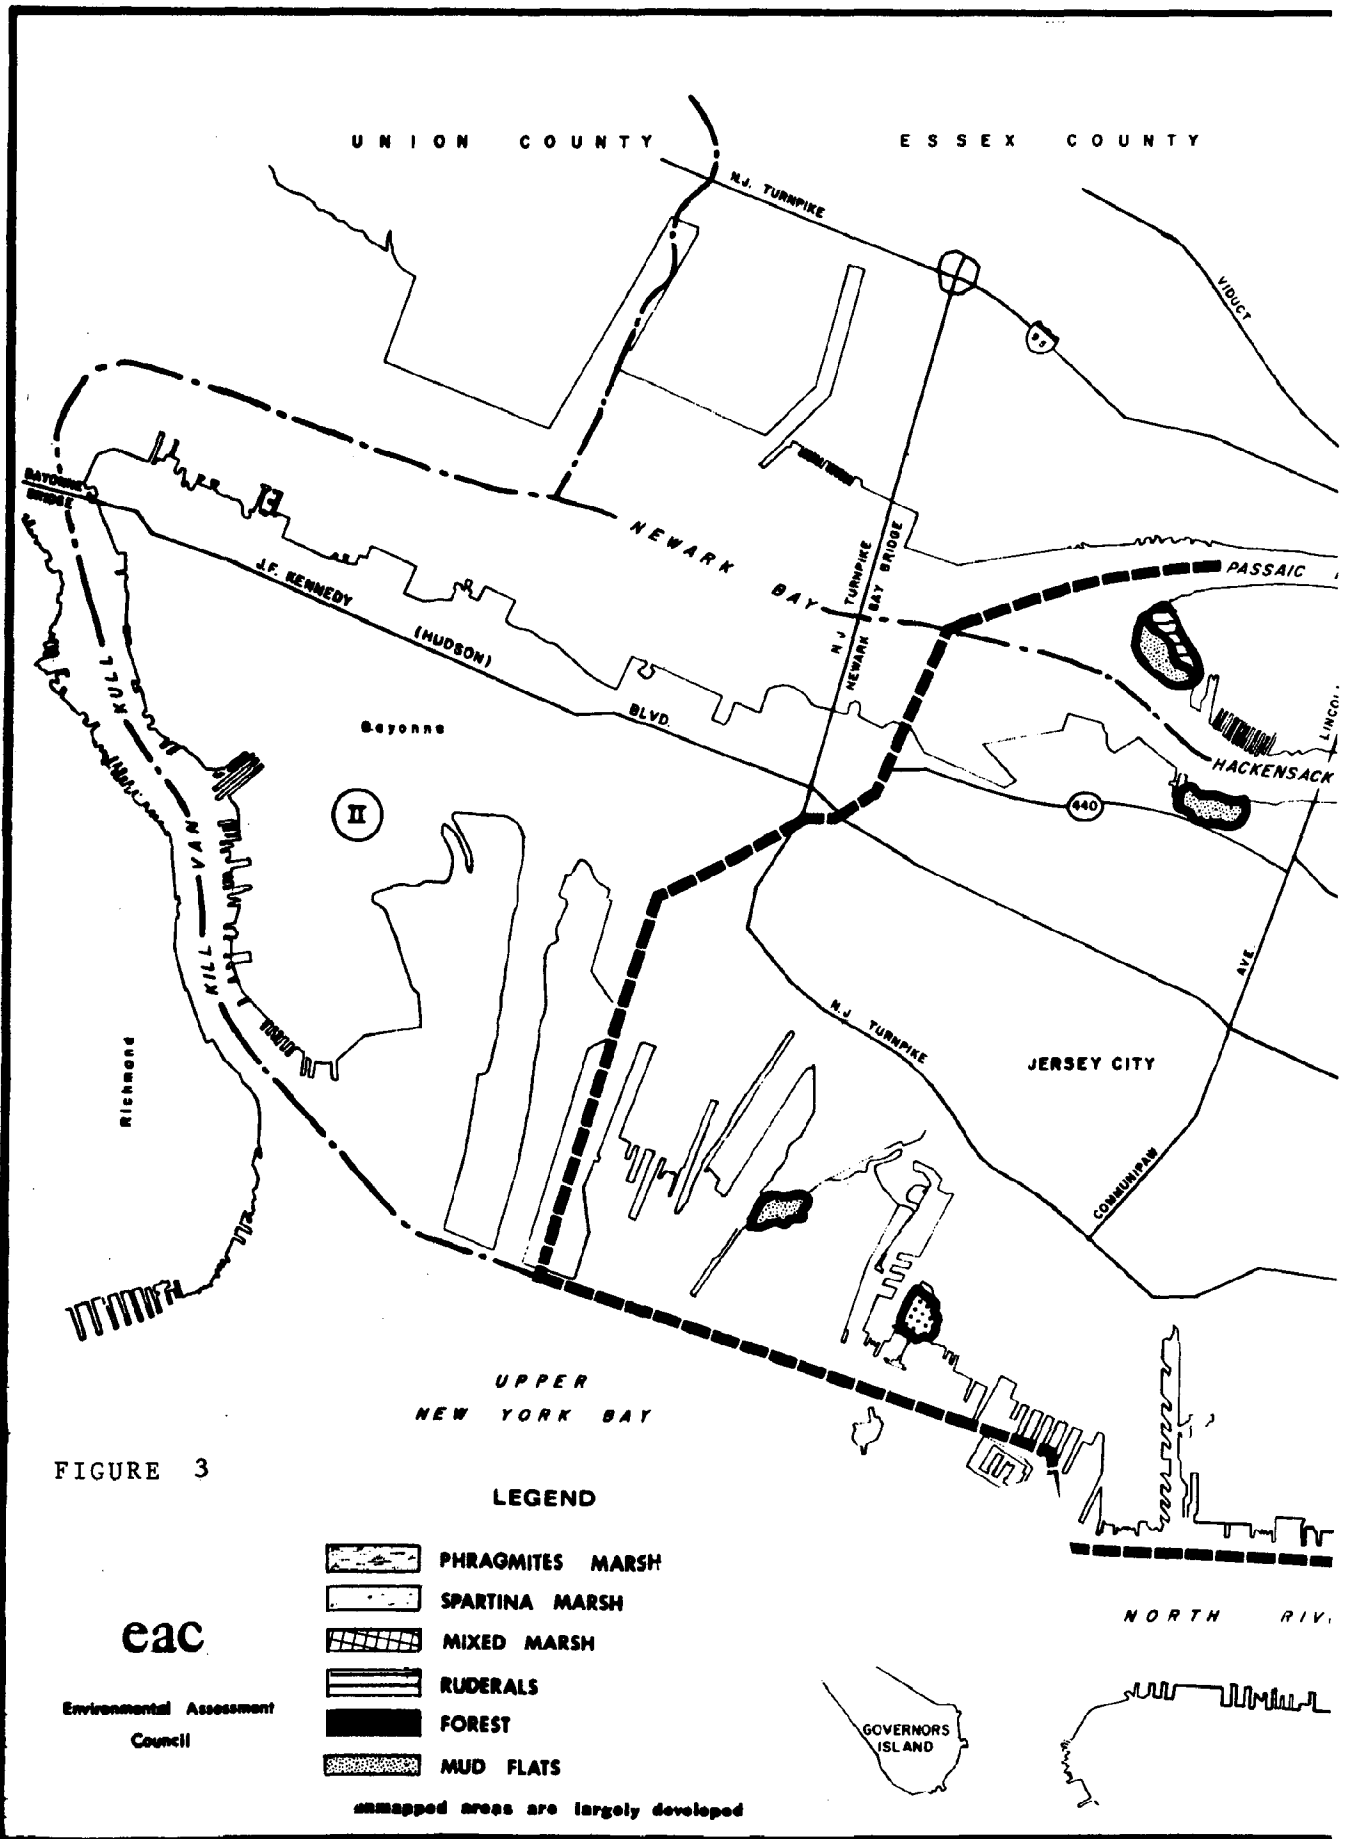 UNION COUNTY
ESSEX COUNTY
N.J. TURNPIKE
VIDUCT
95
BAYONNE
BRIDGE
NEWARK
BAY
N J TURNPIKE
NEWARK BAY BRIDGE
PASSAIC
J.F. KENNEDY
(HUDSON)
BLVD.
KULL
VAN
KILL
Bayonne
II
HACKENSACK
440
AVE.
N.J. TURNPIKE
JERSEY CITY
COMMUNIPAW
Richmond
UPPER
NEW YORK BAY
FIGURE 3
LEGEND
PHRAGMITES MARSH
SPARTINA MARSH
MIXED MARSH
RUDERALS
FOREST
MUD FLATS
unmapped areas are largely developed
eac
Environmental Assessment
Council
NORTH
GOVERNORS
ISLAND